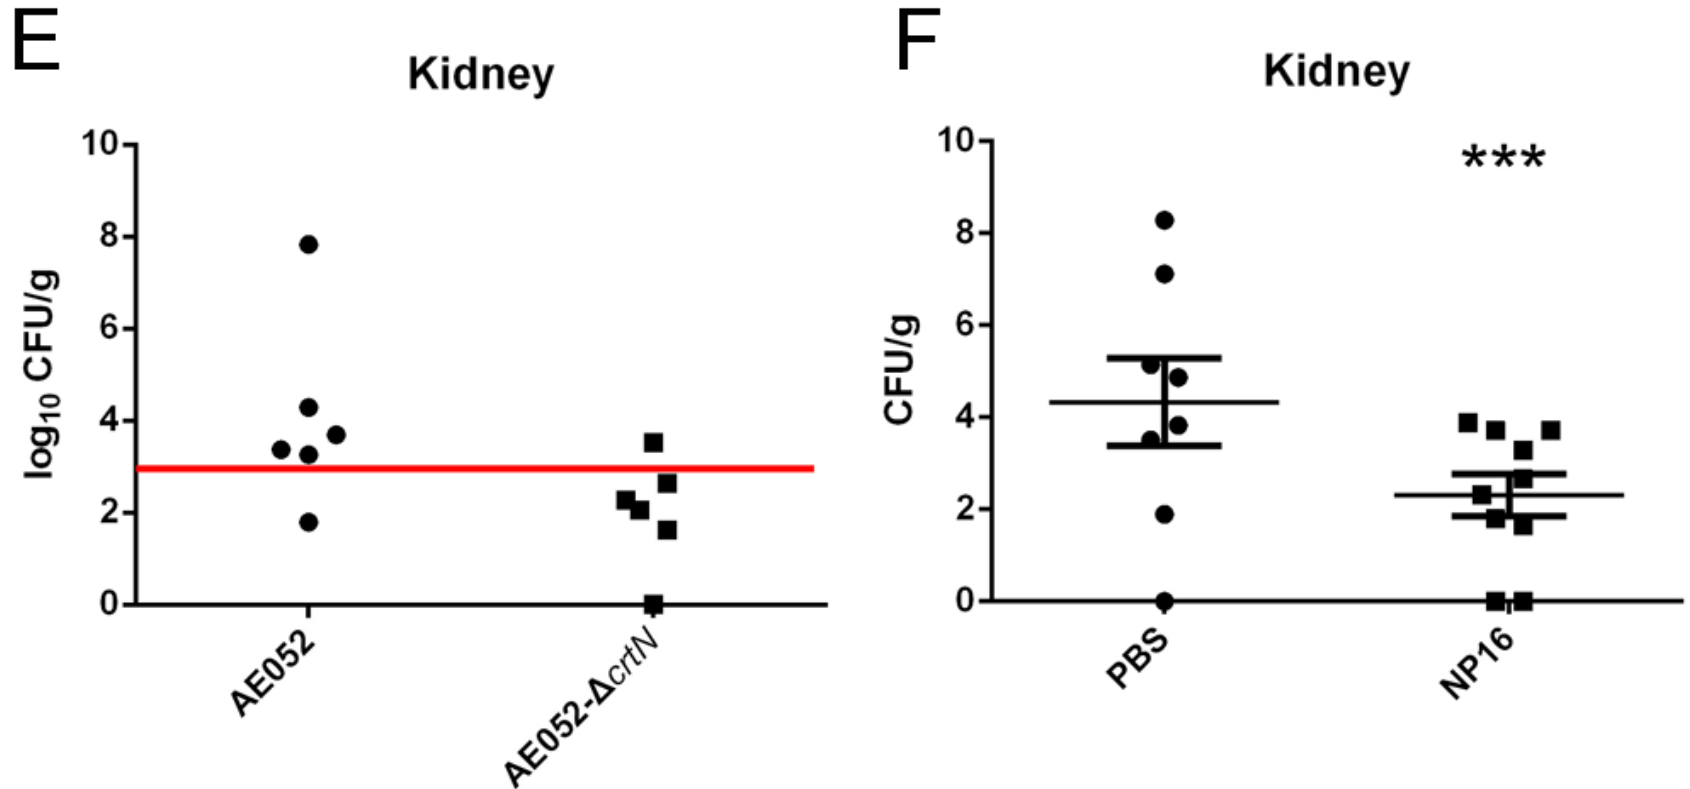 E
Kidney
10
8
6
4
2
0
log10 CFU/g
AE052
AE052-ΔcrtN
F
Kidney
***
10
8
6
4
2
0
CFU/g
PBS
NP16